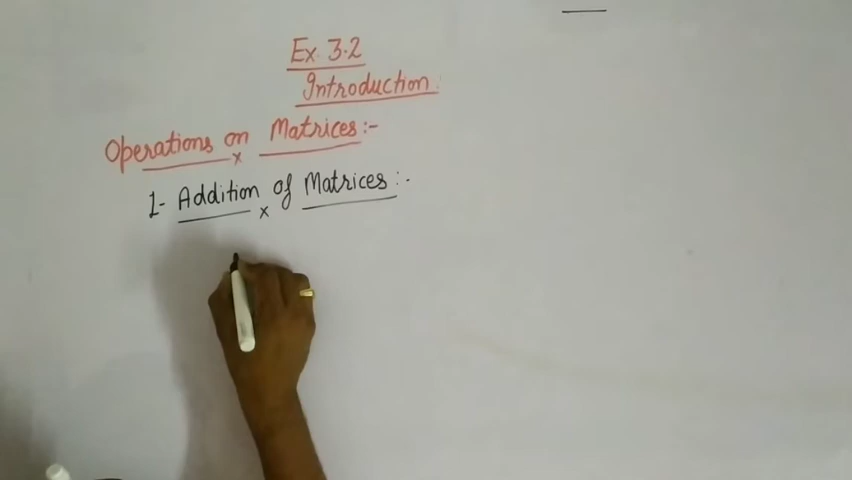 Ex. 3.2
Introduction:
Operations on Matrices:-
1- Addition of Matrices:-